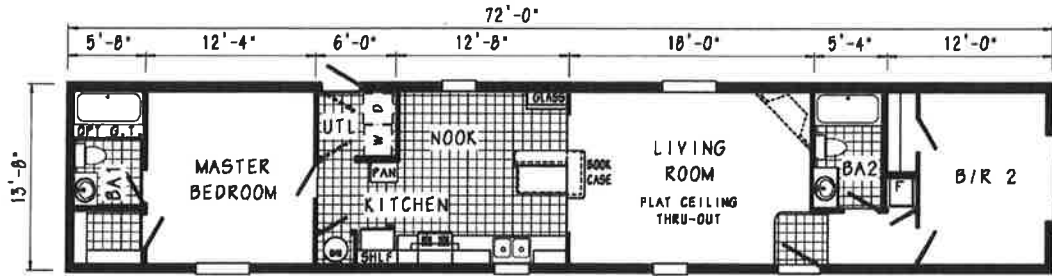 72'-0"
5'-8"
12'-4"
6'-0"
12'-8"
18'-0"
5'-4"
12'-0"
13'-8"
OPT G.T.
BA1
MASTER
BEDROOM
UTL
D
W
PAN
NOOK
GLASS
KITCHEN
SHLF
BOOK
CASE
LIVING
ROOM
FLAT CEILING
THRU-OUT
BA2
F
B/R 2